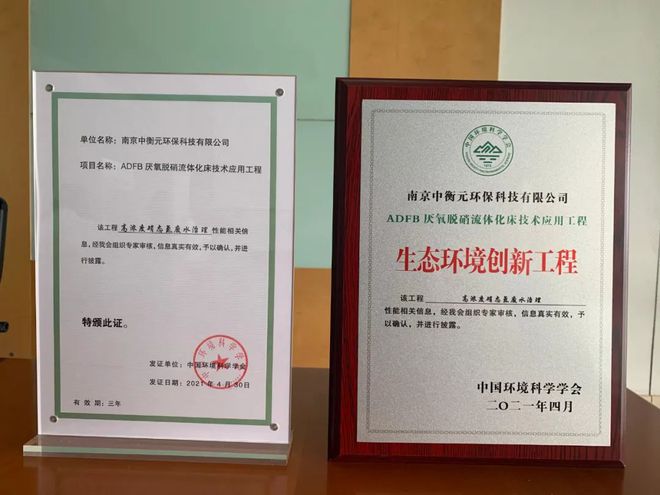 单位名称：南京中衡元环保科技有限公司
项目名称：ADFB 厌氧脱硝流体化床技术应用工程
该工程 高浓度硝态氮废水治理 性能相关信
息，经我会组织专家审核，信息真实有效，予以确认，并进
行披露。
特颁此证。
发证单位：中国环境科学学会
发证日期：2021 年 4 月 30 日
有 效 期：三年
中国环境科学学会
中国环境科学学会
南京中衡元环保科技有限公司
ADFB 厌氧脱硝流体化床技术应用工程
生态环境创新工程
该工程 高浓度硝态氮废水治理
性能相关信息，经我会组织专家审核，信息真实有效，予
以确认，并进行披露。
中国环境科学学会
二〇二一年四月